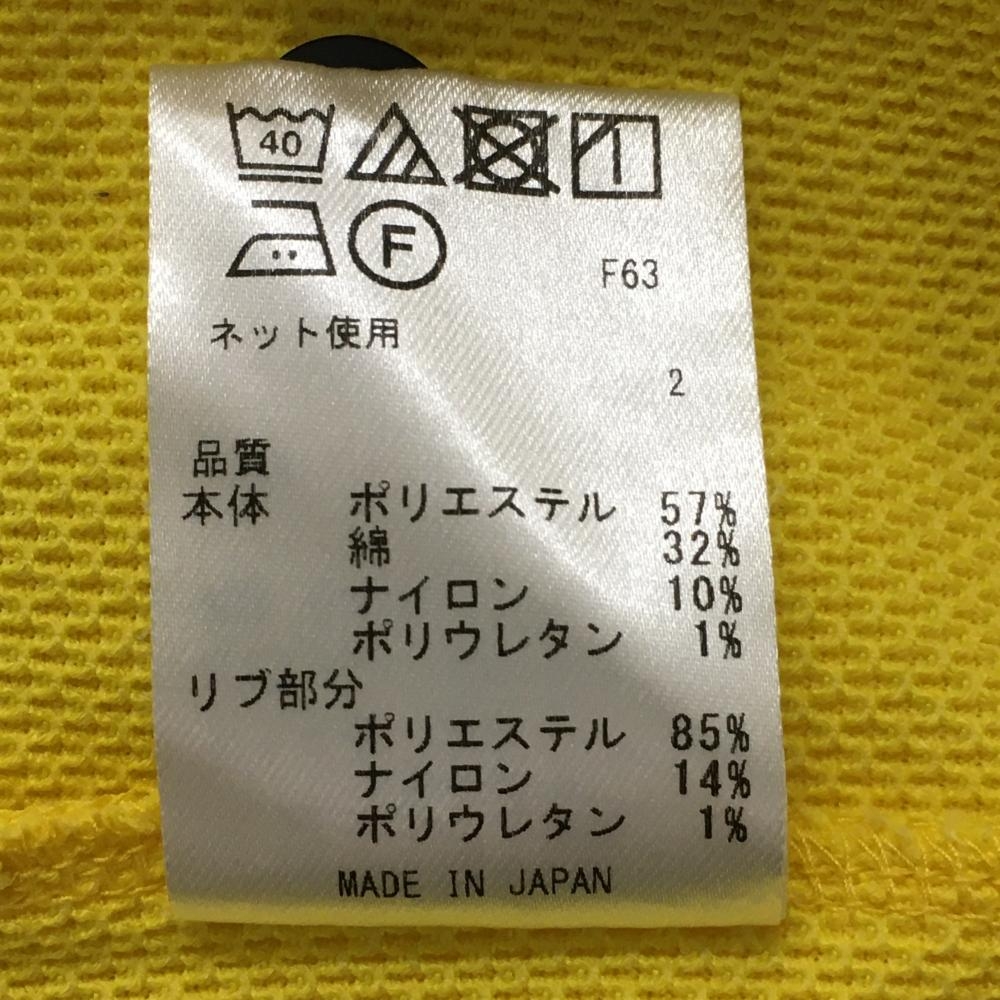 40
F
F63
ネット使用
2
品質
本体 ポリエステル 57%
綿 32%
ナイロン 10%
ポリウレタン 1%
リブ部分
ポリエステル 85%
ナイロン 14%
ポリウレタン 1%
MADE IN JAPAN